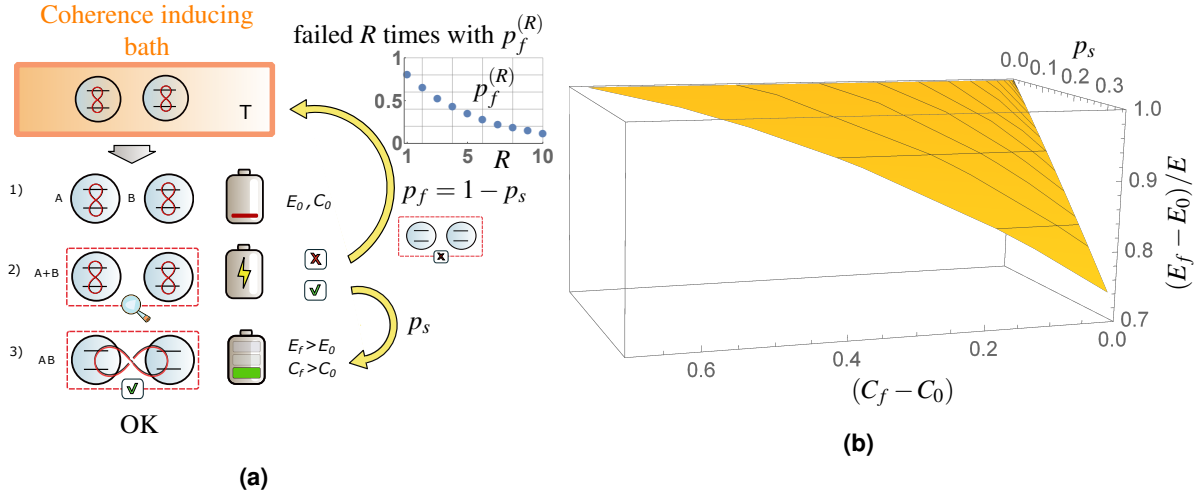 Coherence inducing
bath
T
failed R times with p_f^{(R)}
1
0.5
0
p_f^{(R)}
1 5 10
R
p_f = 1 − p_s
1) A B E₀, C₀
2) A+B
x
x
✓
p_s
3) AB E_f>E₀
C_f>C₀
✓
OK
(a)
p_s
0.0 0.1 0.2 0.3
1.0
0.9
0.8
0.7
(E_f − E₀)/E
0.6 0.4 0.2 0.0
(C_f − C₀)
(b)